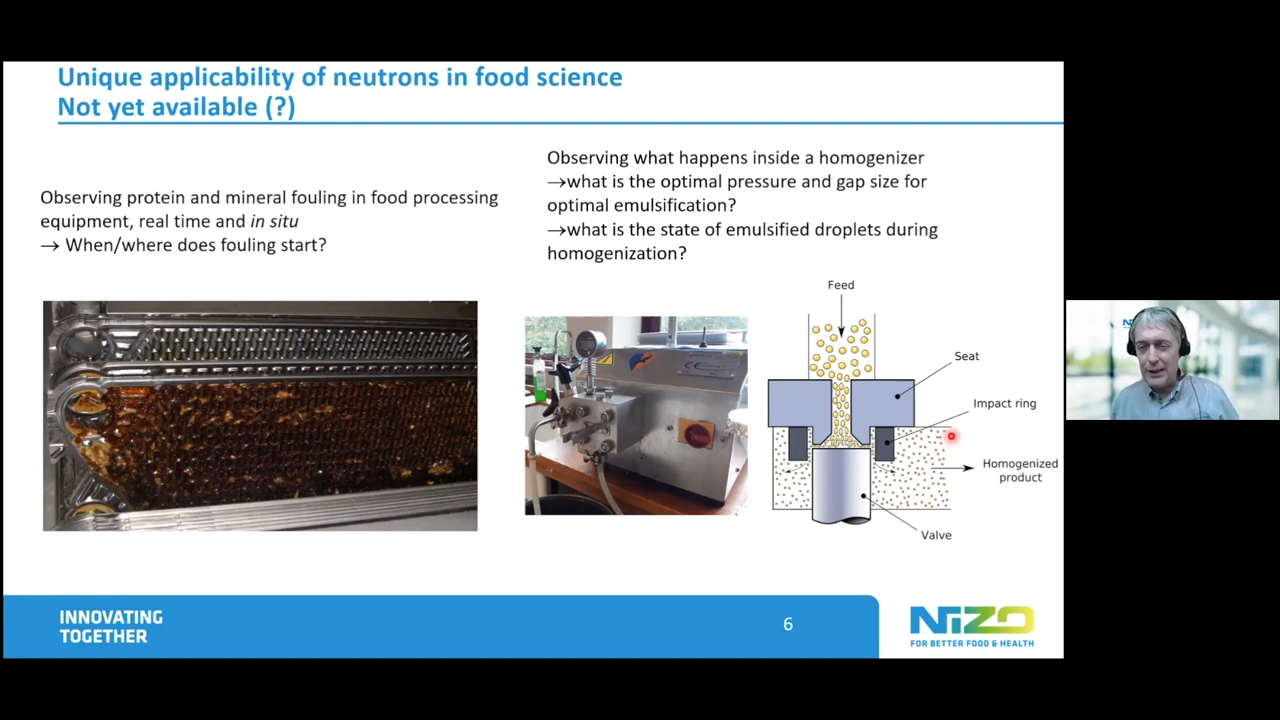 Unique applicability of neutrons in food science
Not yet available (?)
Observing protein and mineral fouling in food processing
equipment, real time and in situ
→ When/where does fouling start?
Observing what happens inside a homogenizer
→what is the optimal pressure and gap size for
optimal emulsification?
→what is the state of emulsified droplets during
homogenization?
Feed
Seat
Impact ring
Homogenized
product
Valve
INNOVATING
TOGETHER
6
NIZO
FOR BETTER FOOD & HEALTH